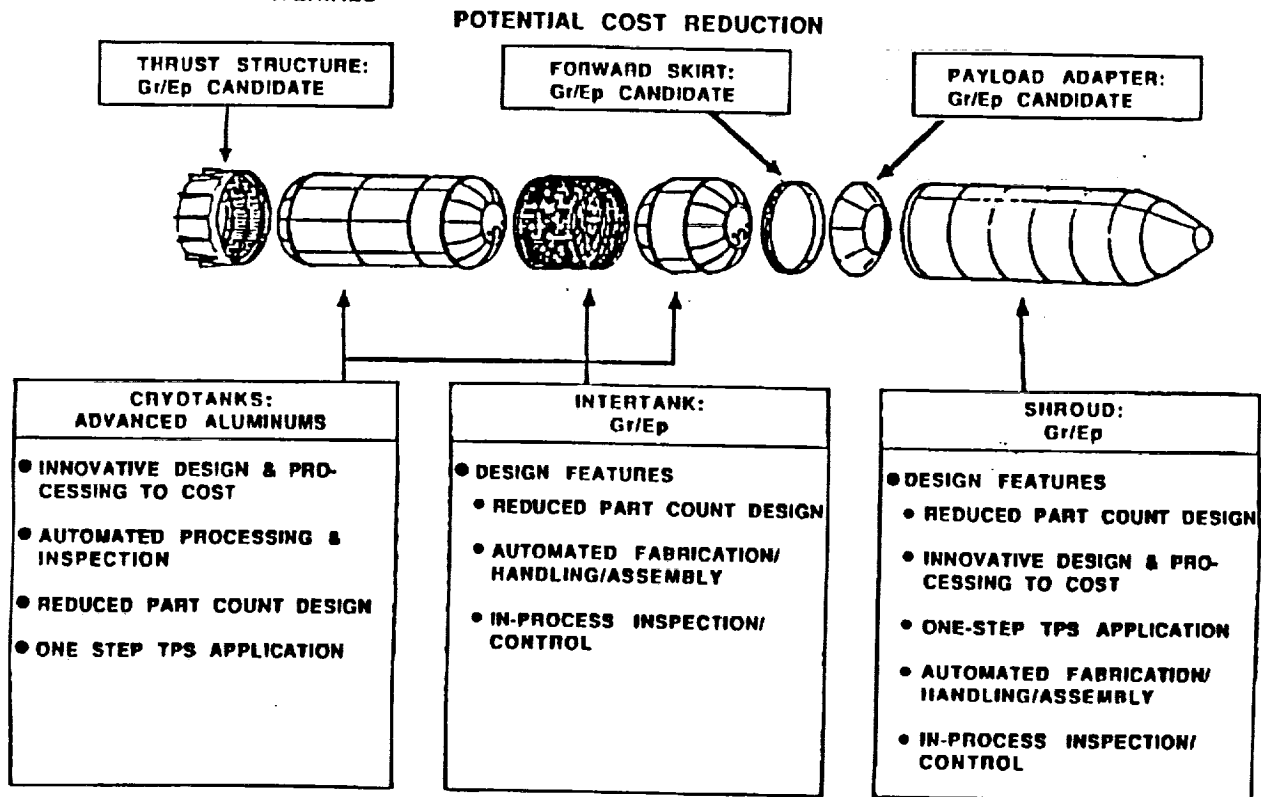 POTENTIAL COST REDUCTION
THRUST STRUCTURE:
Gr/Ep CANDIDATE
FORWARD SKIRT:
Gr/Ep CANDIDATE
PAYLOAD ADAPTER:
Gr/Ep CANDIDATE
CRYOTANKS:
ADVANCED ALUMINUMS
● INNOVATIVE DESIGN & PRO-
CESSING TO COST
● AUTOMATED PROCESSING &
INSPECTION
● REDUCED PART COUNT DESIGN
● ONE STEP TPS APPLICATION
INTERTANK:
Gr/Ep
● DESIGN FEATURES
● REDUCED PART COUNT DESIGN
● AUTOMATED FABRICATION/
HANDLING/ASSEMBLY
● IN-PROCESS INSPECTION/
CONTROL
SHROUD:
Gr/Ep
● DESIGN FEATURES
● REDUCED PART COUNT DESIGN
● INNOVATIVE DESIGN & PRO-
CESSING TO COST
● ONE-STEP TPS APPLICATION
● AUTOMATED FABRICATION/
HANDLING/ASSEMBLY
● IN-PROCESS INSPECTION/
CONTROL